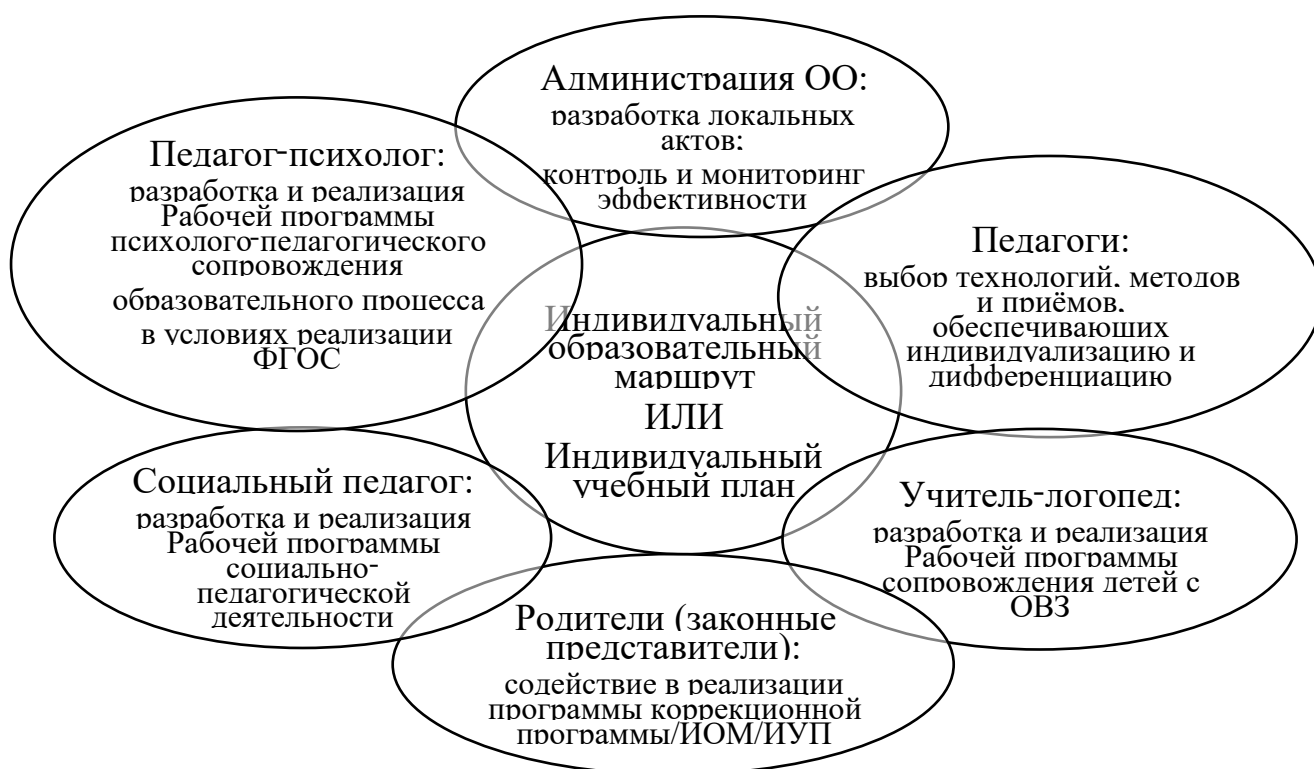 Администрация ОО:
разработка локальных
актов;
контроль и мониторинг
эффективности
Педагог-психолог:
разработка и реализация
Рабочей программы
психолого-педагогического
сопровождения
образовательного процесса
в условиях реализации
ФГОС
Педагоги:
выбор технологий, методов
и приёмов,
обеспечивающих
индивидуализацию и
дифференциацию
Индивидуальный
образовательный
маршрут
ИЛИ
Индивидуальный
учебный план
Социальный педагог:
разработка и реализация
Рабочей программы
социально-
педагогической
деятельности
Учитель-логопед:
разработка и реализация
Рабочей программы
сопровождения детей с
ОВЗ
Родители (законные
представители):
содействие в реализации
программы коррекционной
программы/ИОМ/ИУП